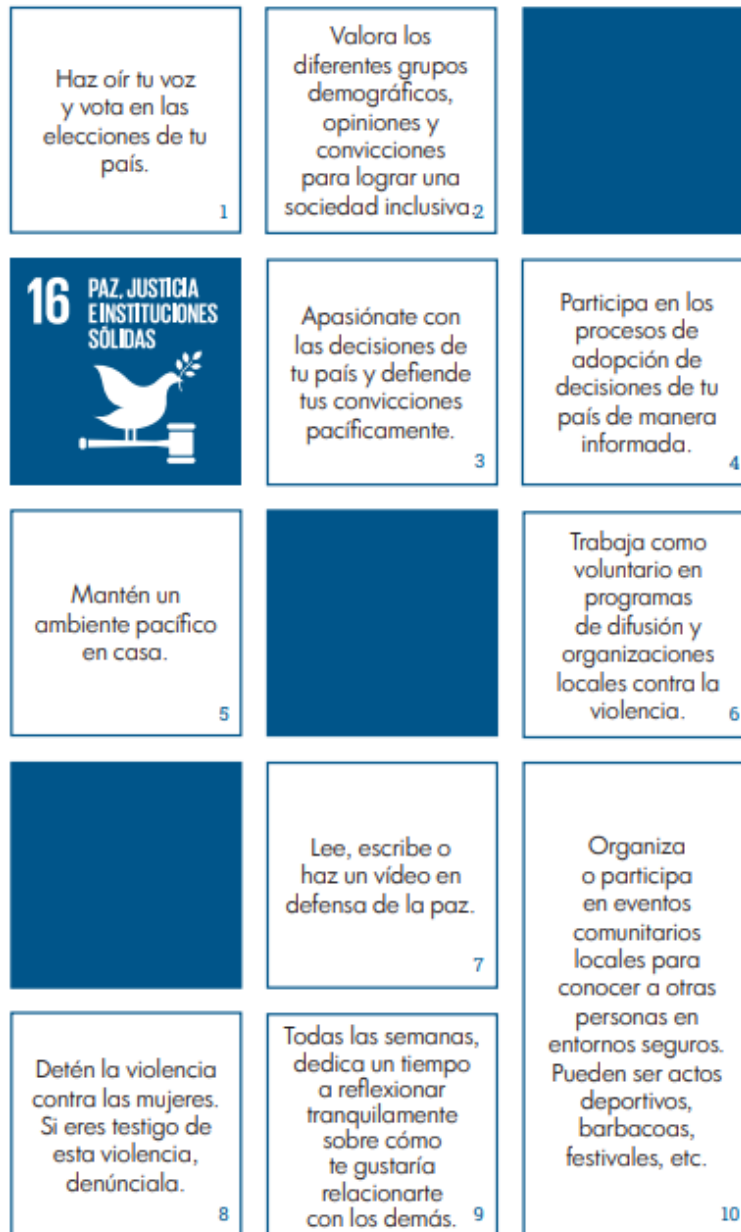 Haz oír tu voz
y vota en las
elecciones de tu
país.
1
Valora los
diferentes grupos
demográficos,
opiniones y
convicciones
para lograr una
sociedad inclusiva.
2
16 PAZ, JUSTICIA
E INSTITUCIONES
SÓLIDAS
Apasiónate con
las decisiones de
tu país y defiende
tus convicciones
pacíficamente.
3
Participa en los
procesos de
adopción de
decisiones de tu
país de manera
informada.
4
Mantén un
ambiente pacífico
en casa.
5
Trabaja como
voluntario en
programas
de difusión y
organizaciones
locales contra la
violencia.
6
Lee, escribe o
haz un vídeo en
defensa de la paz.
7
Detén la violencia
contra las mujeres.
Si eres testigo de
esta violencia,
denúnciala.
8
Todas las semanas,
dedica un tiempo
a reflexionar
tranquilamente
sobre cómo
te gustaría
relacionarte
con los demás.
9
Organiza
o participa
en eventos
comunitarios
locales para
conocer a otras
personas en
entornos seguros.
Pueden ser actos
deportivos,
barbacoas,
festivales, etc.
10